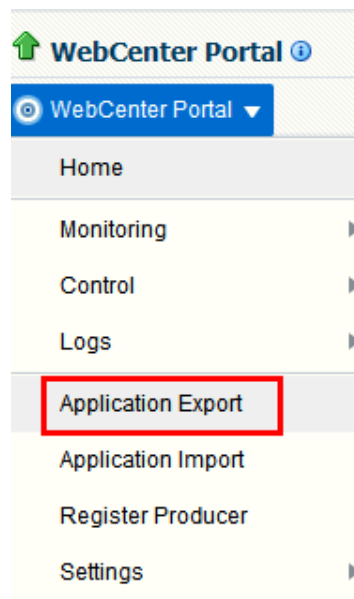 WebCenter Portal
WebCenter Portal
Home
Monitoring
Control
Logs
Application Export
Application Import
Register Producer
Settings